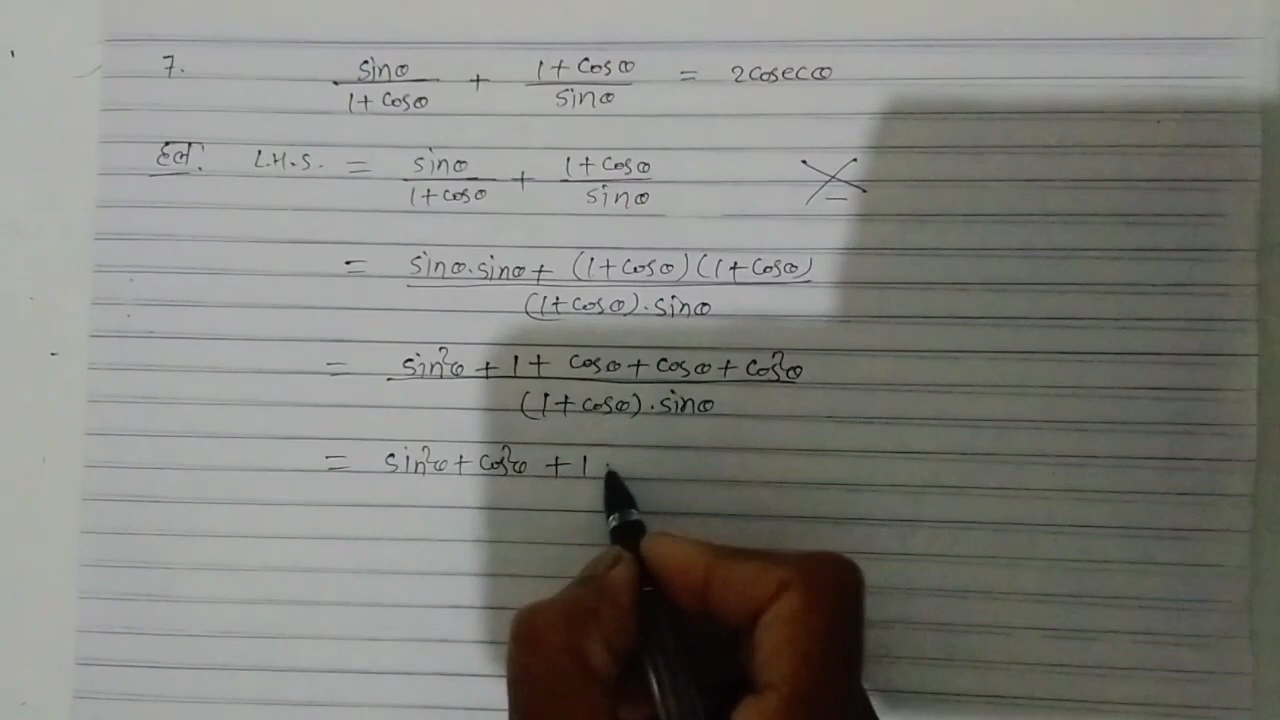 7. sinθ/(1+cosθ) + (1+cosθ)/sinθ = 2cosecθ
हल. L.H.S. = sinθ/(1+cosθ) + (1+cosθ)/sinθ
= (sinθ.sinθ + (1+cosθ)(1+cosθ))/((1+cosθ).sinθ)
= (sin²θ + 1 + cosθ + cosθ + cos²θ)/((1+cosθ).sinθ)
= sin²θ + cos²θ + 1